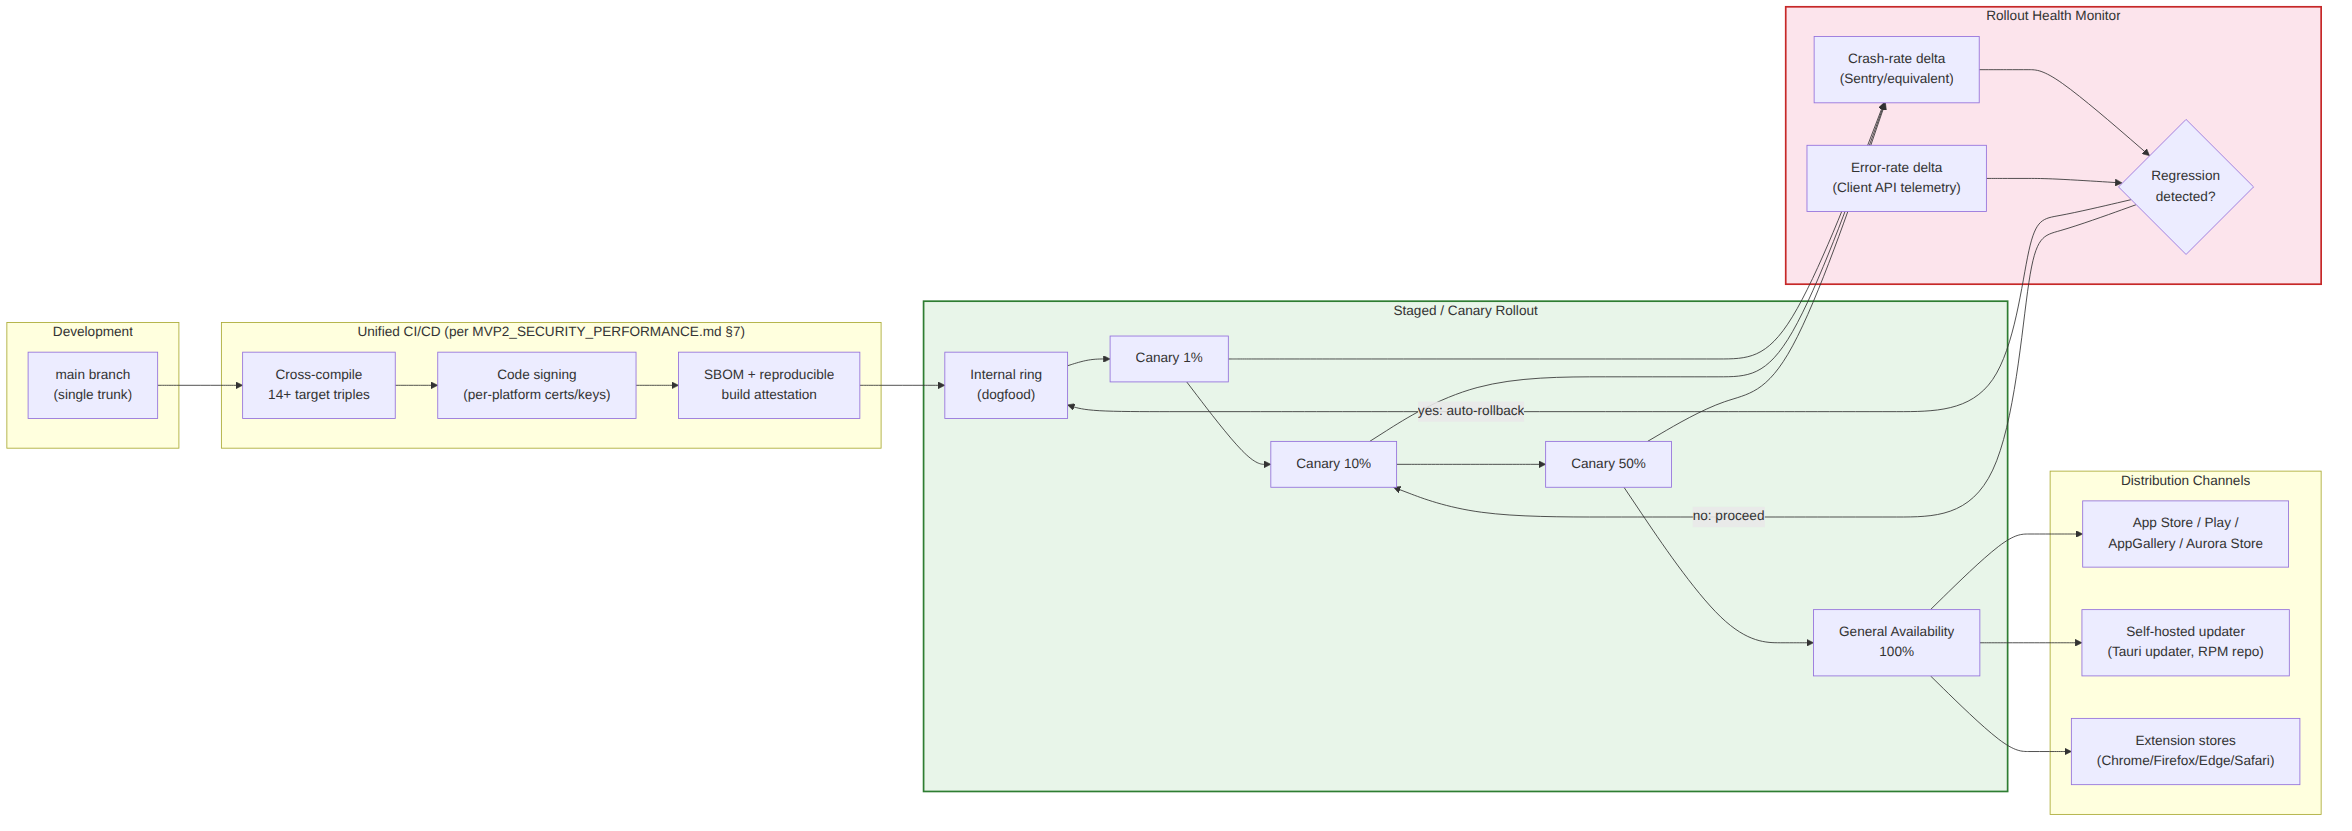 Rollout Health Monitor
Crash-rate delta
(Sentry/equivalent)
Error-rate delta
(Client API telemetry)
Regression
detected?
Development
main branch
(single trunk)
Unified CI/CD (per MVP2_SECURITY_PERFORMANCE.md §7)
Cross-compile
14+ target triples
Code signing
(per-platform certs/keys)
SBOM + reproducible
build attestation
Staged / Canary Rollout
Internal ring
(dogfood)
Canary 1%
yes: auto-rollback
Canary 10%
Canary 50%
no: proceed
General Availability
100%
Distribution Channels
App Store / Play /
AppGallery / Aurora Store
Self-hosted updater
(Tauri updater, RPM repo)
Extension stores
(Chrome/Firefox/Edge/Safari)